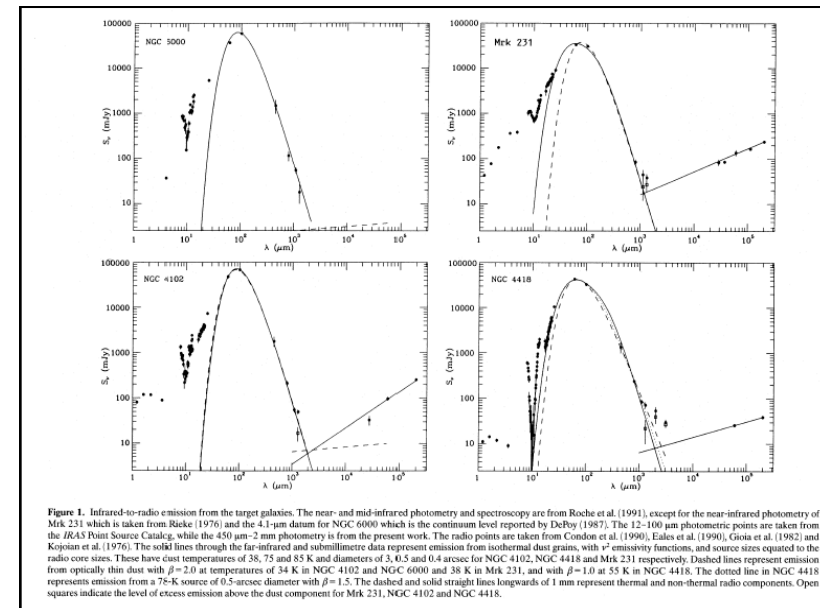 NGC 6000
Mrk 231
100000
10000
1000
100
10
S_ν (mJy)
1
10¹
10²
10³
10⁴
10⁵
λ (μm)
100000
10000
1000
100
10
S_ν (mJy)
1
10¹
10²
10³
10⁴
10⁵
λ (μm)
NGC 4102
NGC 4418
100000
10000
1000
100
10
S_ν (mJy)
1
10¹
10²
10³
10⁴
10⁵
λ (μm)
100000
10000
1000
100
10
S_ν (mJy)
1
10¹
10²
10³
10⁴
10⁵
λ (μm)
Figure 1. Infrared-to-radio emission from the target galaxies. The near- and mid-infrared photometry and spectroscopy are from Roche et al. (1991), except for the near-infrared photometry of
Mrk 231 which is taken from Rieke (1976) and the 4.1-μm datum for NGC 6000 which is the continuum level reported by DePoy (1987). The 12–100 μm photometric points are taken from
the IRAS Point Source Catalog, while the 450 μm–2 mm photometry is from the present work. The radio points are taken from Condon et al. (1990), Eales et al. (1990), Gioia et al. (1982) and
Kojoian et al. (1976). The solid lines through the far-infrared and submillimetre data represent emission from isothermal dust grains, with ν² emissivity functions, and source sizes equated to the
radio core sizes. These have dust temperatures of 38, 75 and 85 K and diameters of 3, 0.5 and 0.4 arcsec for NGC 4102, NGC 4418 and Mrk 231 respectively. Dashed lines represent emission
from optically thin dust with β=2.0 at temperatures of 34 K in NGC 4102 and NGC 6000 and 38 K in Mrk 231, and with β=1.0 at 55 K in NGC 4418. The dotted line in NGC 4418
represents emission from a 78-K source of 0.5-arcsec diameter with β=1.5. The dashed and solid straight lines longwards of 1 mm represent thermal and non-thermal radio components. Open
squares indicate the level of excess emission above the dust component for Mrk 231, NGC 4102 and NGC 4418.